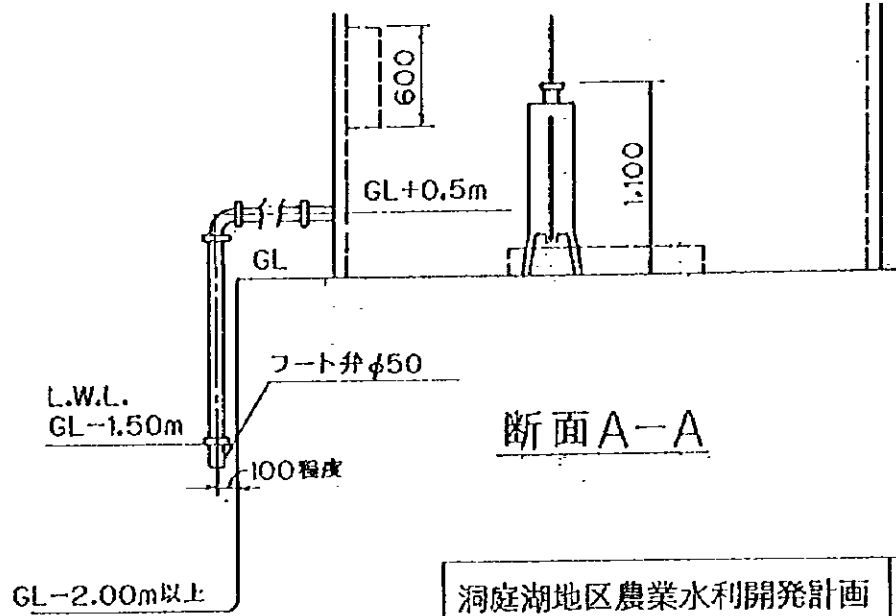 600
1,100
GL+0.5m
GL
フート弁φ50
L.W.L.
GL-1.50m
断面A-A
100程度
GL-2.00m以上
洞庭湖地区農業水利開発計画